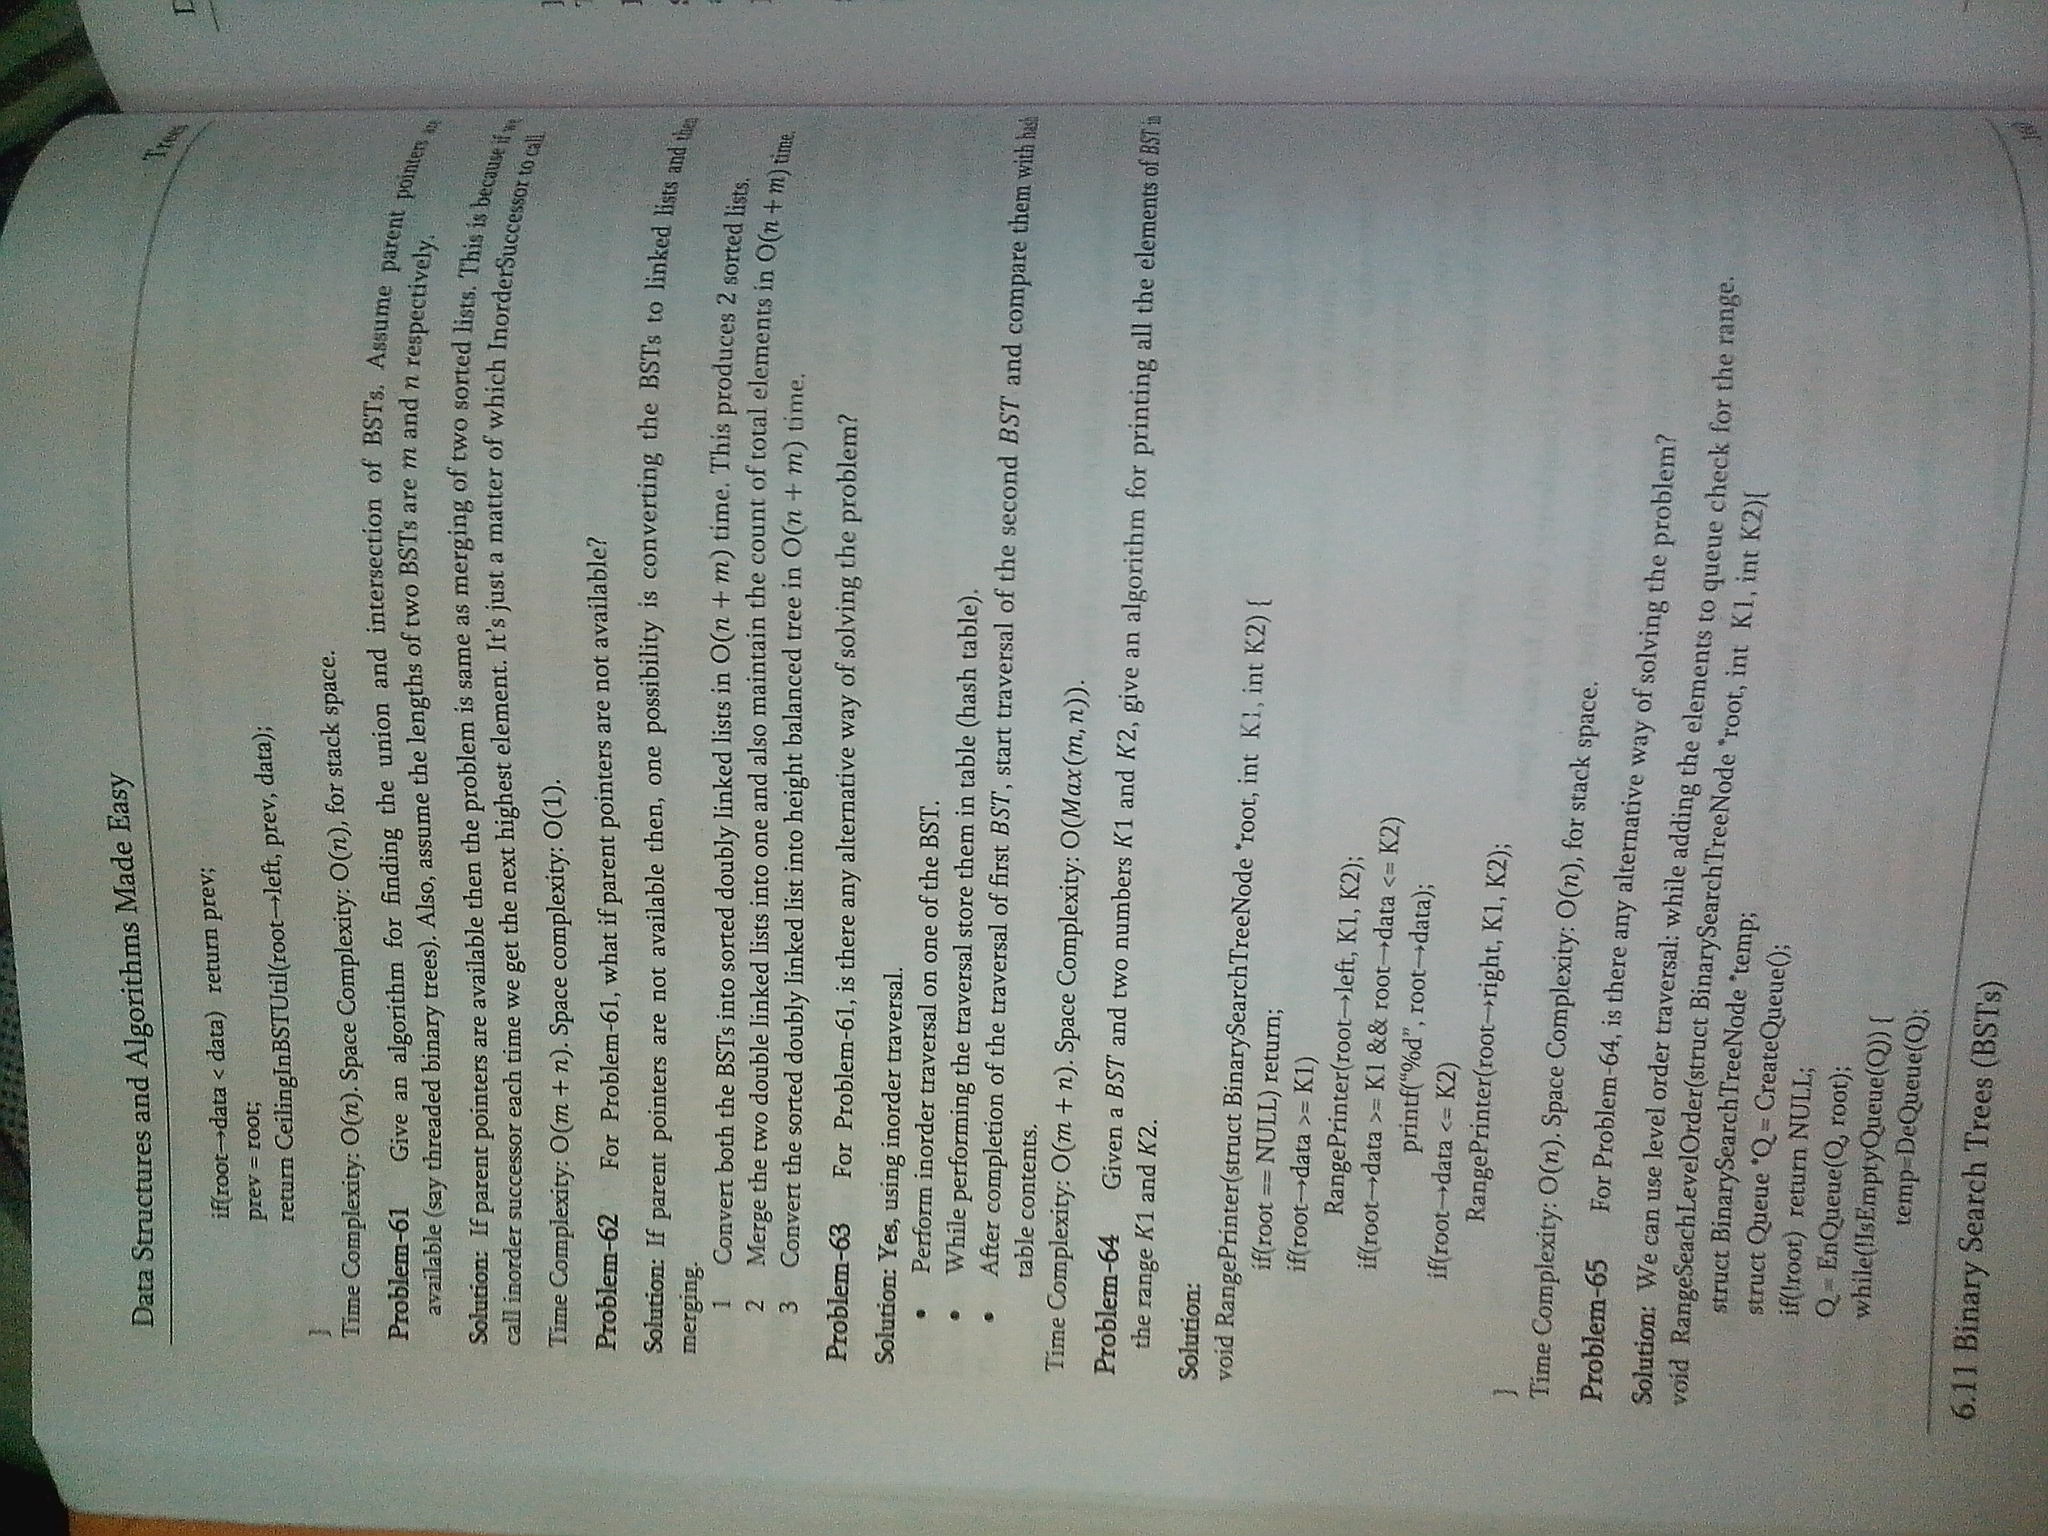 Data Structures and Algorithms Made Easy
Trees
if(root→data < data) return prev;
prev = root;
return CeilingInBSTUtil(root→left, prev, data);
}
Time Complexity: O(n). Space Complexity: O(n), for stack space.
Problem-61 Give an algorithm for finding the union and intersection of BSTs. Assume parent pointers are
available (say threaded binary trees). Also, assume the lengths of two BSTs are m and n respectively.
Solution: If parent pointers are available then the problem is same as merging of two sorted lists. This is because if we
call inorder successor each time we get the next highest element. It's just a matter of which InorderSuccessor to call.
Time Complexity: O(m + n). Space complexity: O(1).
Problem-62 For Problem-61, what if parent pointers are not available?
Solution: If parent pointers are not available then, one possibility is converting the BSTs to linked lists and then
merging.
1 Convert both the BSTs into sorted doubly linked lists in O(n + m) time. This produces 2 sorted lists.
2 Merge the two double linked lists into one and also maintain the count of total elements in O(n + m) time.
3 Convert the sorted doubly linked list into height balanced tree in O(n + m) time.
Problem-63 For Problem-61, is there any alternative way of solving the problem?
Solution: Yes, using inorder traversal.
• Perform inorder traversal on one of the BST.
• While performing the traversal store them in table (hash table).
• After completion of the traversal of first BST, start traversal of the second BST and compare them with hash
table contents.
Time Complexity: O(m + n). Space Complexity: O(Max(m, n)).
Problem-64 Given a BST and two numbers K1 and K2, give an algorithm for printing all the elements of BST in
the range K1 and K2.
Solution:
void RangePrinter(struct BinarySearchTreeNode *root, int K1, int K2) {
if(root == NULL) return;
if(root→data >= K1)
RangePrinter(root→left, K1, K2);
if(root→data >= K1 && root→data <= K2)
printf("%d", root→data);
if(root→data <= K2)
RangePrinter(root→right, K1, K2);
}
Time Complexity: O(n). Space Complexity: O(n), for stack space.
Problem-65 For Problem-64, is there any alternative way of solving the problem?
Solution: We can use level order traversal: while adding the elements to queue check for the range.
void RangeSeachLevelOrder(struct BinarySearchTreeNode *root, int K1, int K2){
struct BinarySearchTreeNode *temp;
struct Queue *Q = CreateQueue();
if(!root) return NULL;
Q = EnQueue(Q, root);
while(!IsEmptyQueue(Q)) {
temp=DeQueue(Q);
6.11 Binary Search Trees (BSTs)